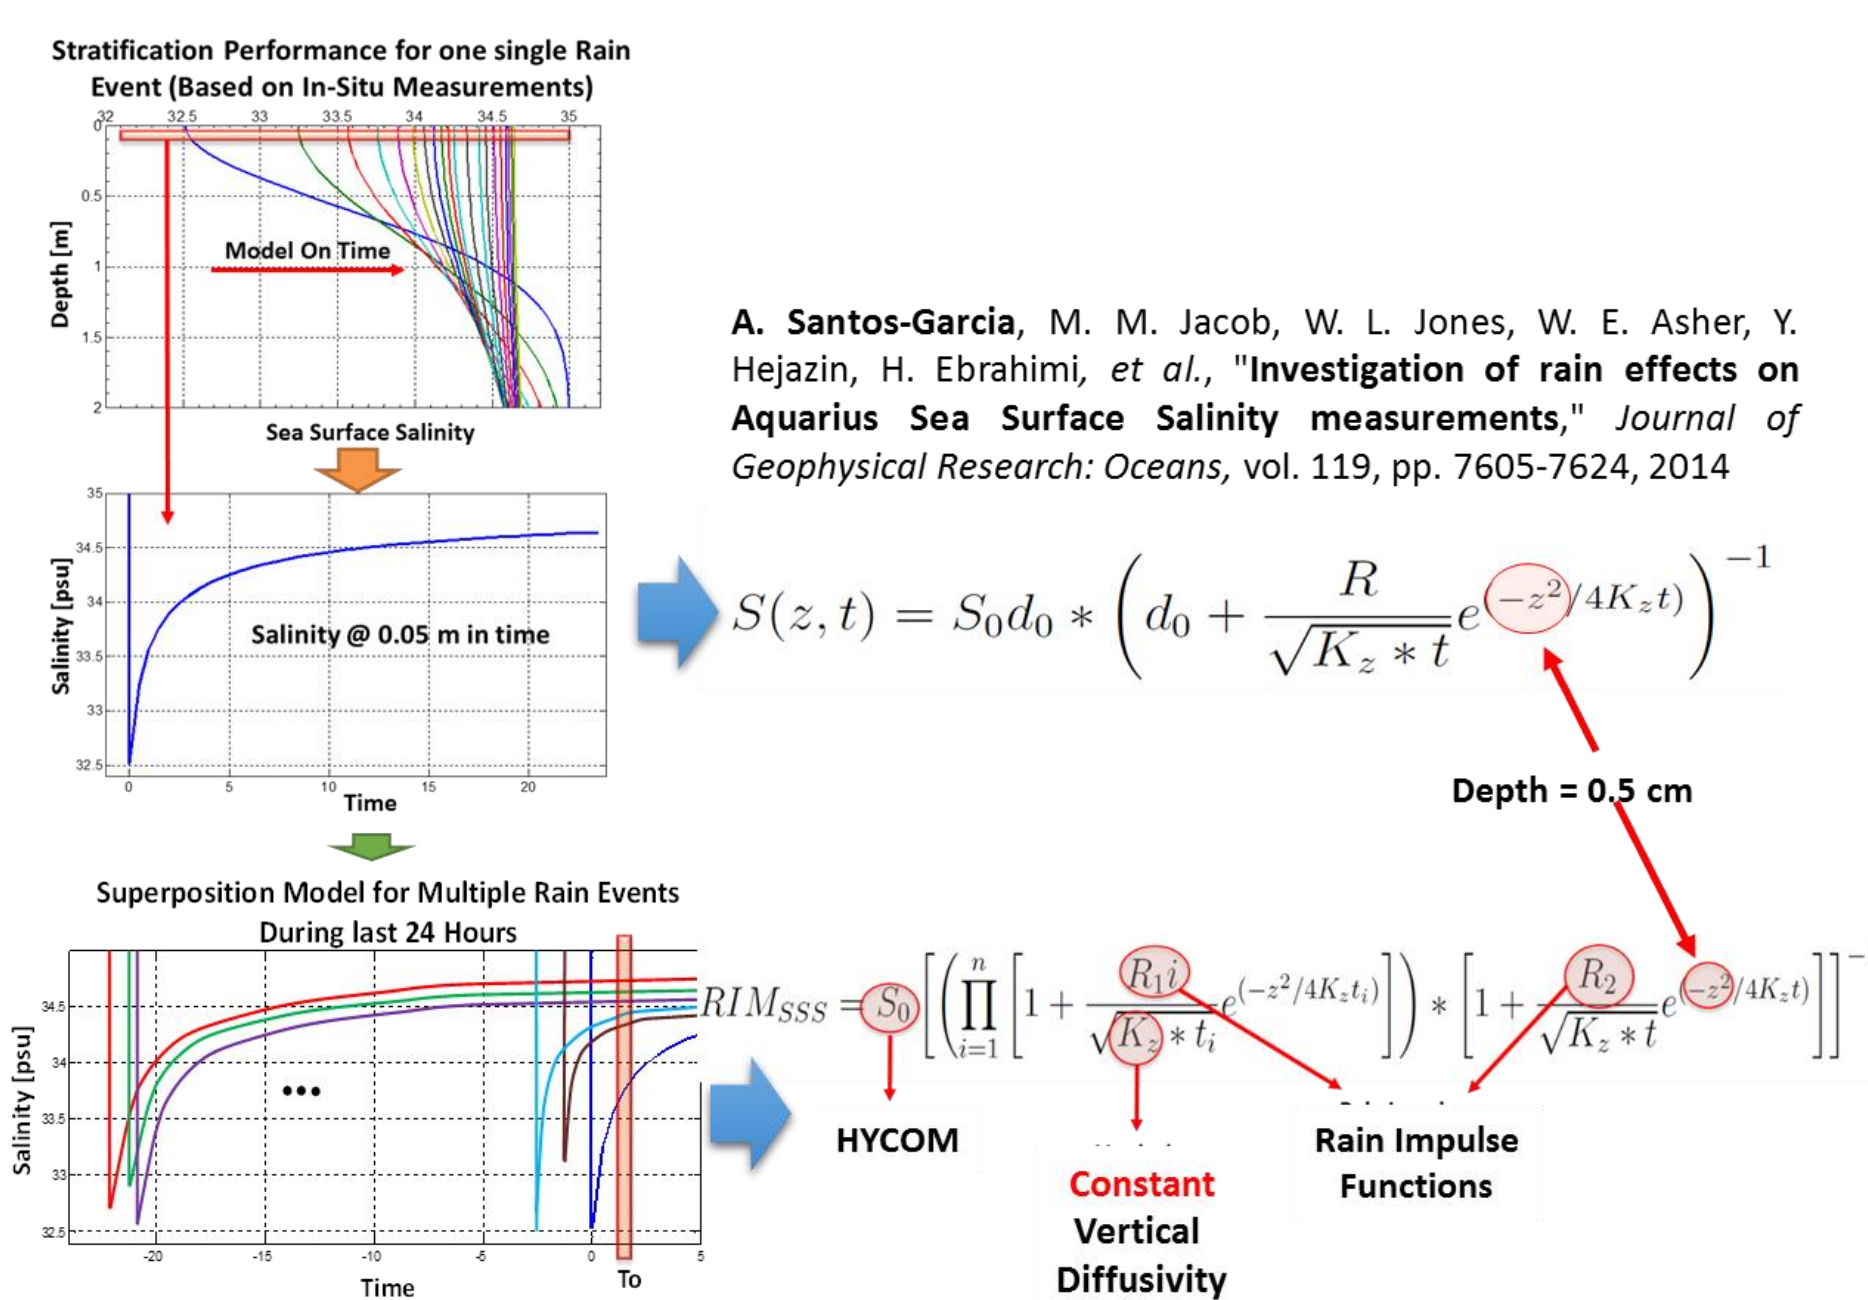 Stratification Performance for one single Rain
Event (Based on In-Situ Measurements)
32 32.5 33 33.5 34 34.5 35
0
0.5
1
1.5
2
Depth [m]
Model On Time
Sea Surface Salinity
A. Santos-Garcia, M. M. Jacob, W. L. Jones, W. E. Asher, Y.
Hejazin, H. Ebrahimi, et al., "Investigation of rain effects on
Aquarius Sea Surface Salinity measurements," Journal of
Geophysical Research: Oceans, vol. 119, pp. 7605-7624, 2014
35
34.5
34
33.5
33
32.5
Salinity [psu]
Salinity @ 0.05 m in time
0 5 10 15 20
Time
S(z, t) = S₀d₀ * (d₀ + R/√(K_z * t) e^(−z²/4K_zt))^−1
Depth = 0.5 cm
Superposition Model for Multiple Rain Events
During last 24 Hours
34.5
34
33.5
33
32.5
Salinity [psu]
•••
-20 -15 -10 -5 0 5
Time
To
RIM_SSS = S₀ [(∏_{i=1}^{n} [1 + R₁i/√(K_z * t_i) e^(−z²/4K_zt_i)]) * [1 + R₂/√(K_z * t) e^(−z²/4K_zt)]]^−
HYCOM
Constant
Vertical
Diffusivity
Rain Impulse
Functions